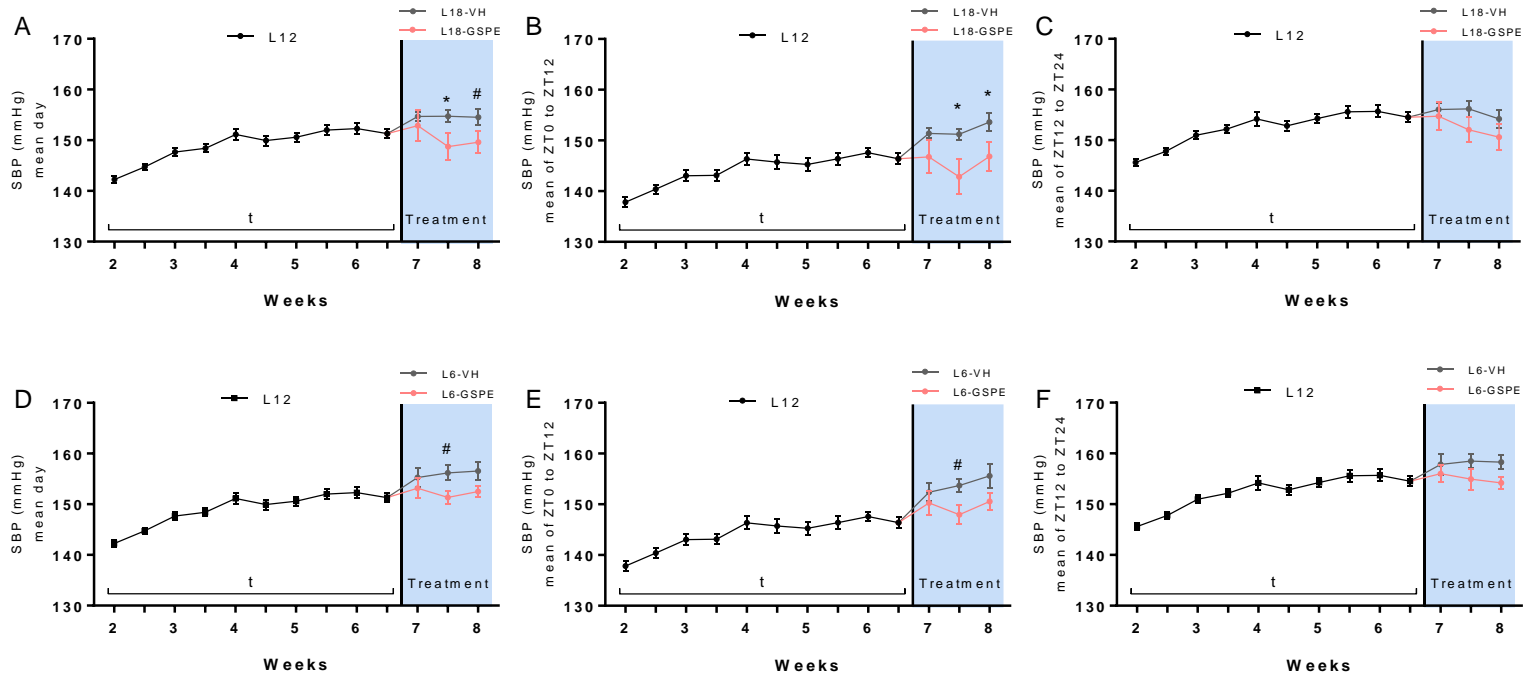 A
L18-VH
L18-GSPE
L12
170
160
150
140
130
SBP (mmHg)
mean day
*
#
t
Treatment
2 3 4 5 6 7 8
Weeks
B
L18-VH
L18-GSPE
L12
170
160
150
140
130
SBP (mmHg)
mean of ZT0 to ZT12
*
*
t
Treatment
2 3 4 5 6 7 8
Weeks
C
L18-VH
L18-GSPE
L12
170
160
150
140
130
SBP (mmHg)
mean of ZT12 to ZT24
t
Treatment
2 3 4 5 6 7 8
Weeks
D
L6-VH
L6-GSPE
L12
170
160
150
140
130
SBP (mmHg)
mean day
#
t
Treatment
2 3 4 5 6 7 8
Weeks
E
L6-VH
L6-GSPE
L12
170
160
150
140
130
SBP (mmHg)
mean of ZT0 to ZT12
#
t
Treatment
2 3 4 5 6 7 8
Weeks
F
L6-VH
L6-GSPE
L12
170
160
150
140
130
SBP (mmHg)
mean of ZT12 to ZT24
t
Treatment
2 3 4 5 6 7 8
Weeks